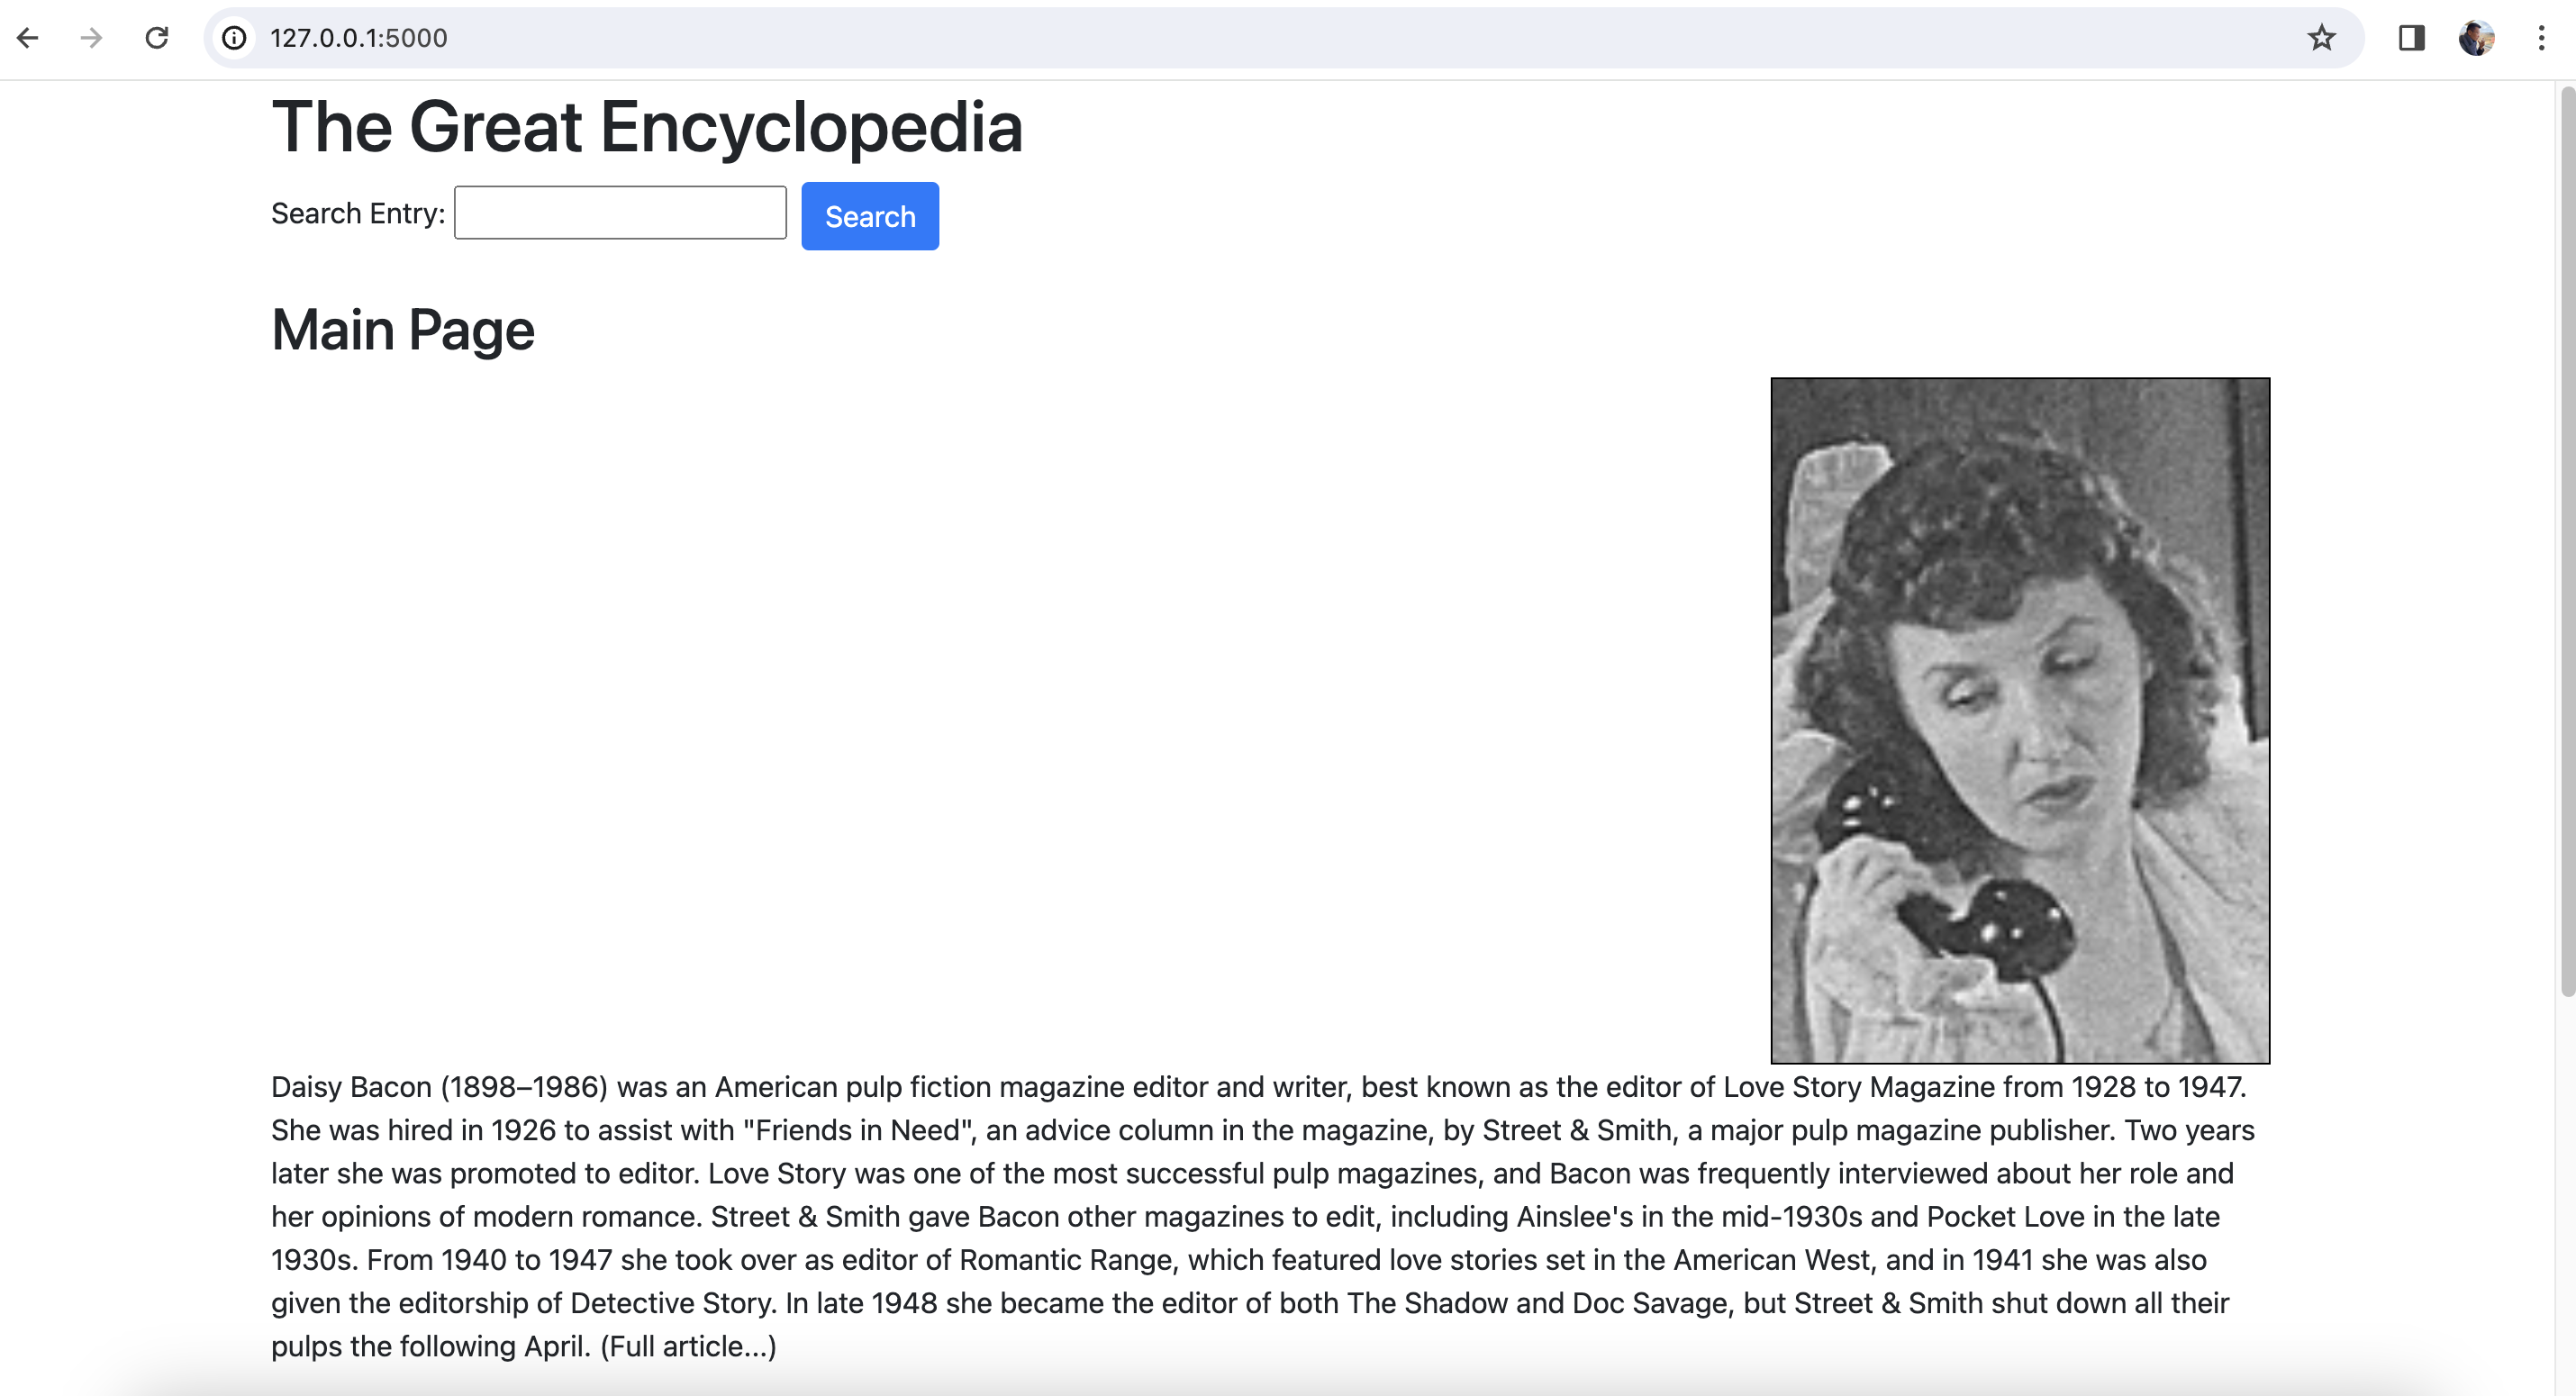 127.0.0.1:5000
The Great Encyclopedia
Search Entry:
Search
Main Page
Daisy Bacon (1898–1986) was an American pulp fiction magazine editor and writer, best known as the editor of Love Story Magazine from 1928 to 1947.
She was hired in 1926 to assist with "Friends in Need", an advice column in the magazine, by Street & Smith, a major pulp magazine publisher. Two years
later she was promoted to editor. Love Story was one of the most successful pulp magazines, and Bacon was frequently interviewed about her role and
her opinions of modern romance. Street & Smith gave Bacon other magazines to edit, including Ainslee's in the mid-1930s and Pocket Love in the late
1930s. From 1940 to 1947 she took over as editor of Romantic Range, which featured love stories set in the American West, and in 1941 she was also
given the editorship of Detective Story. In late 1948 she became the editor of both The Shadow and Doc Savage, but Street & Smith shut down all their
pulps the following April. (Full article...)